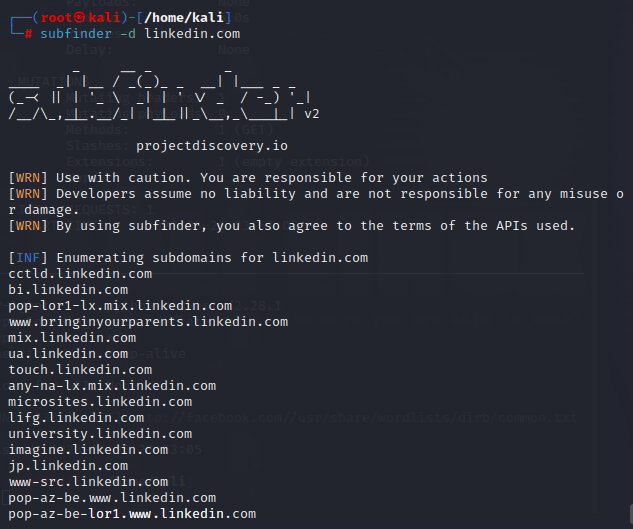 ┌──(root㉿kali)-[/home/kali]
└─# subfinder -d linkedin.com
v2
projectdiscovery.io
[WRN] Use with caution. You are responsible for your actions
[WRN] Developers assume no liability and are not responsible for any misuse o
r damage.
[WRN] By using subfinder, you also agree to the terms of the APIs used.
[INF] Enumerating subdomains for linkedin.com
cctld.linkedin.com
bi.linkedin.com
pop-lor1-lx.mix.linkedin.com
www.bringinyourparents.linkedin.com
mix.linkedin.com
ua.linkedin.com
touch.linkedin.com
any-na-lx.mix.linkedin.com
microsites.linkedin.com
lifg.linkedin.com
university.linkedin.com
imagine.linkedin.com
jp.linkedin.com
www-src.linkedin.com
pop-az-be.www.linkedin.com
pop-az-be-lor1.www.linkedin.com